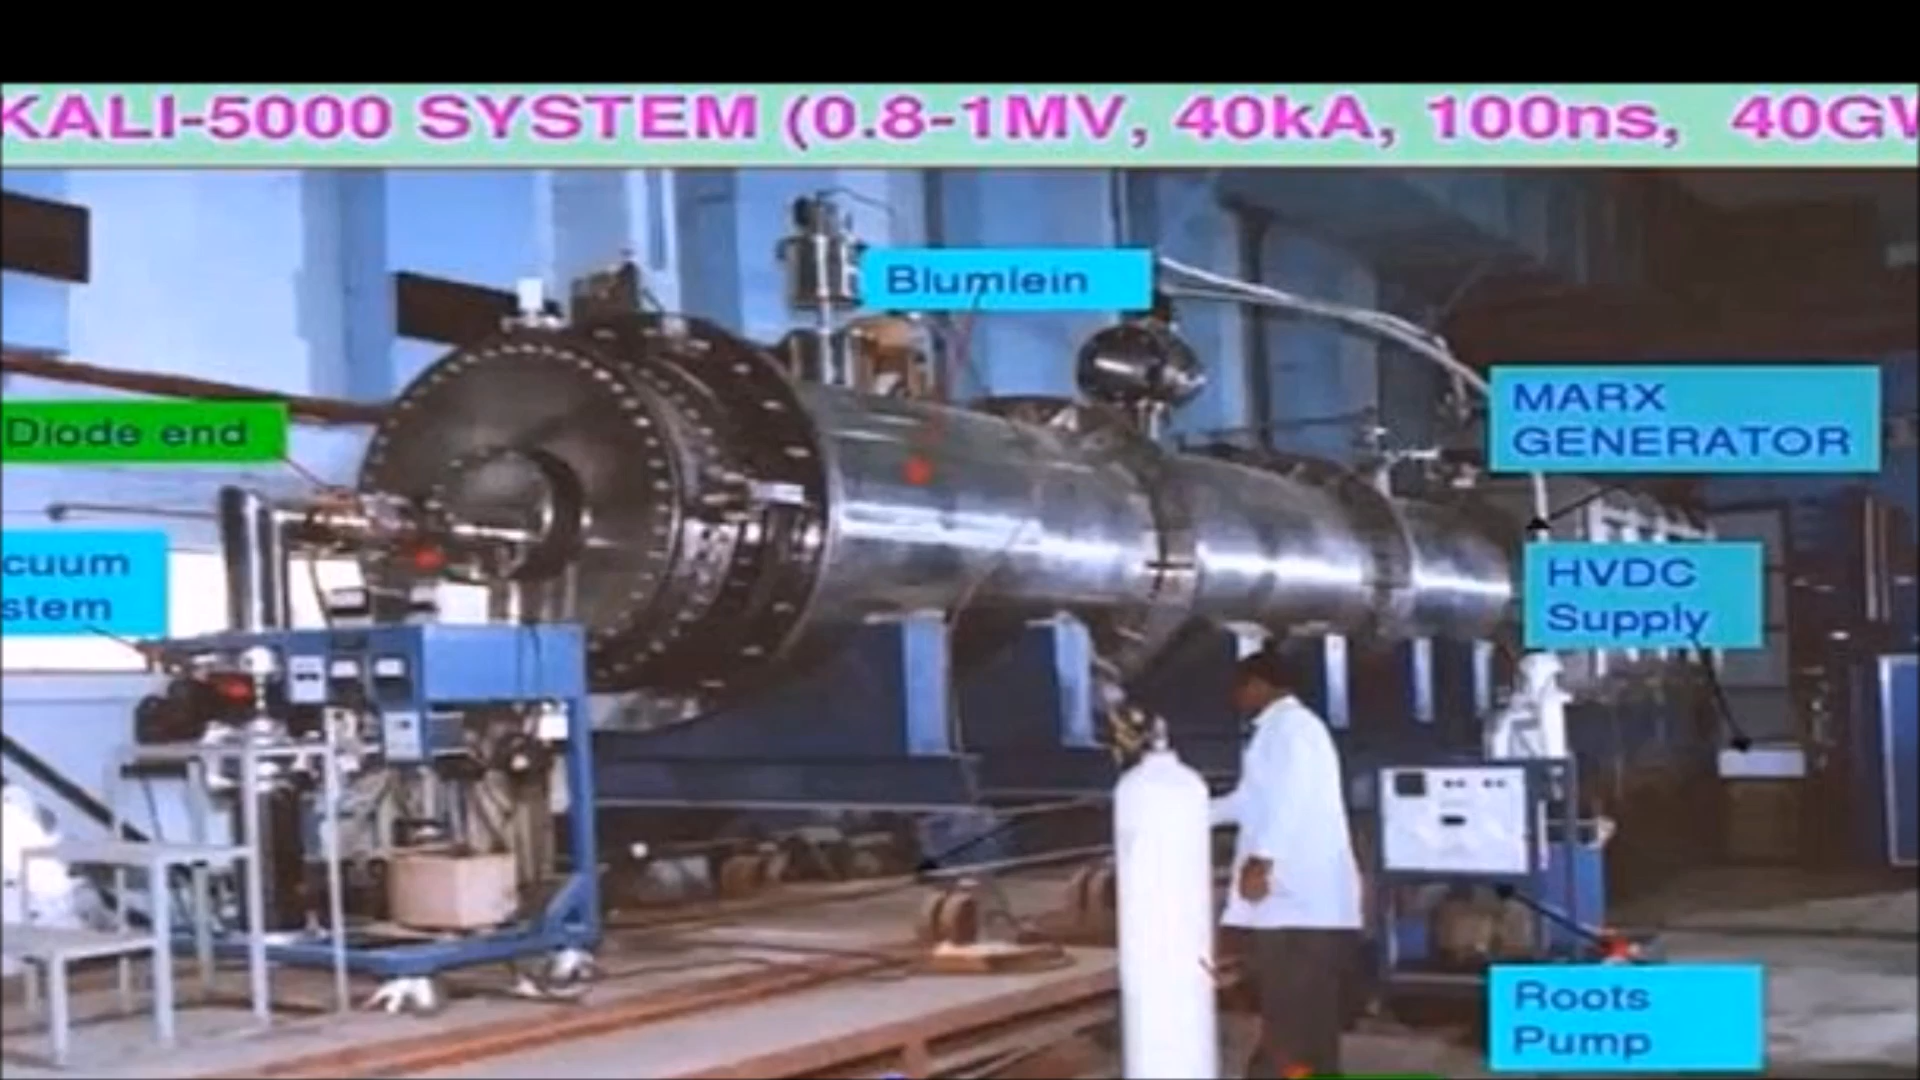 KALI-5000 SYSTEM (0.8-1MV, 40kA, 100ns, 40GW
Blumlein
MARX
GENERATOR
Diode end
cuum
stem
HVDC
Supply
Roots
Pump